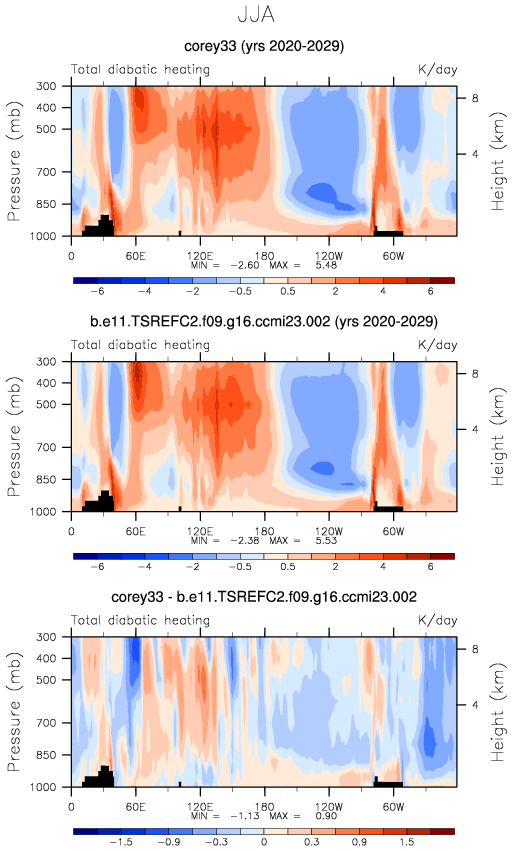 JJA
corey33 (yrs 2020-2029)
Total diabatic heating K/day
Pressure (mb)
Height (km)
300
400
500
700
850
1000
8
4
0 60E 120E 180 120W 60W
MIN = -2.60 MAX = 5.48
-6 -4 -2 -0.5 0.5 2 4 6
b.e11.TSREFC2.f09.g16.ccmi23.002 (yrs 2020-2029)
Total diabatic heating K/day
Pressure (mb)
Height (km)
300
400
500
700
850
1000
8
4
0 60E 120E 180 120W 60W
MIN = -2.38 MAX = 5.53
-6 -4 -2 -0.5 0.5 2 4 6
corey33 - b.e11.TSREFC2.f09.g16.ccmi23.002
Total diabatic heating K/day
Pressure (mb)
Height (km)
300
400
500
700
850
1000
8
4
0 60E 120E 180 120W 60W
MIN = -1.13 MAX = 0.90
-1.5 -0.9 -0.3 0 0.3 0.9 1.5